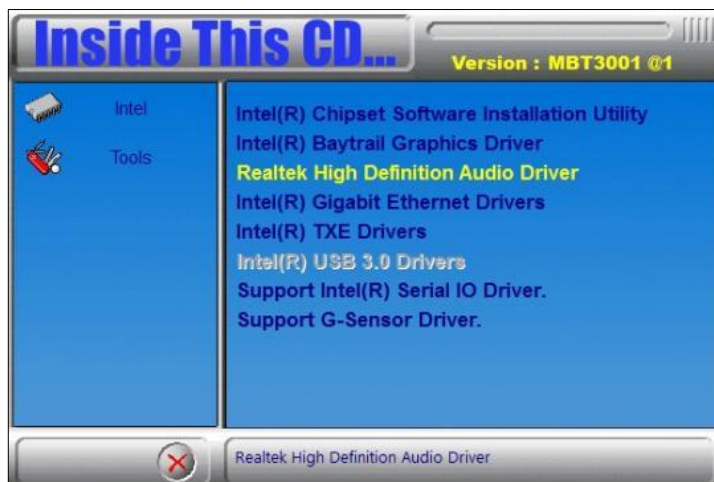 Inside This CD...
Version : MBT3001 @1
Intel
Tools
Intel(R) Chipset Software Installation Utility
Intel(R) Baytrail Graphics Driver
Realtek High Definition Audio Driver
Intel(R) Gigabit Ethernet Drivers
Intel(R) TXE Drivers
Intel(R) USB 3.0 Drivers
Support Intel(R) Serial IO Driver.
Support G-Sensor Driver.
Realtek High Definition Audio Driver